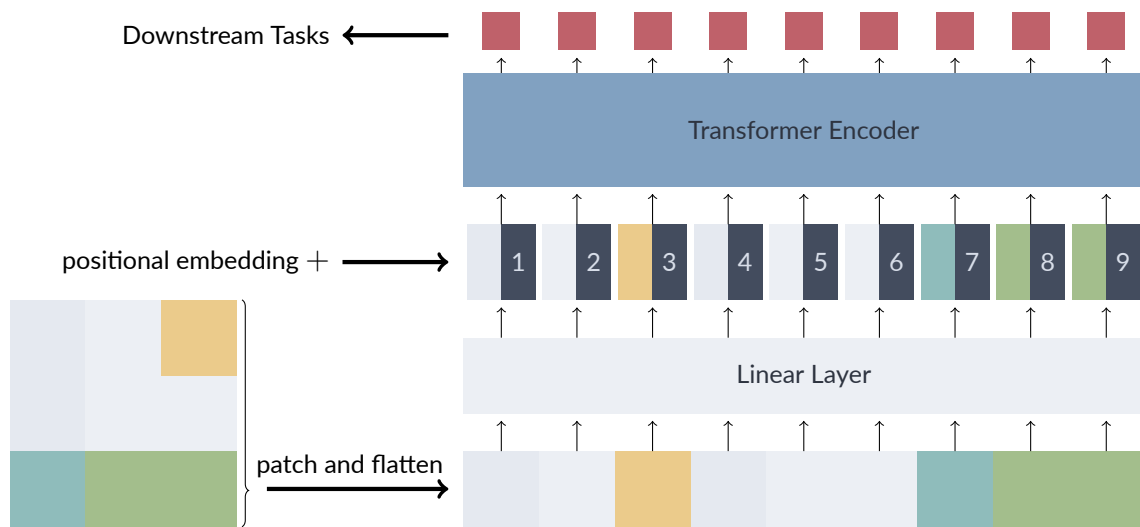 Downstream Tasks
Transformer Encoder
positional embedding +
1 2 3 4 5 6 7 8 9
Linear Layer
patch and flatten